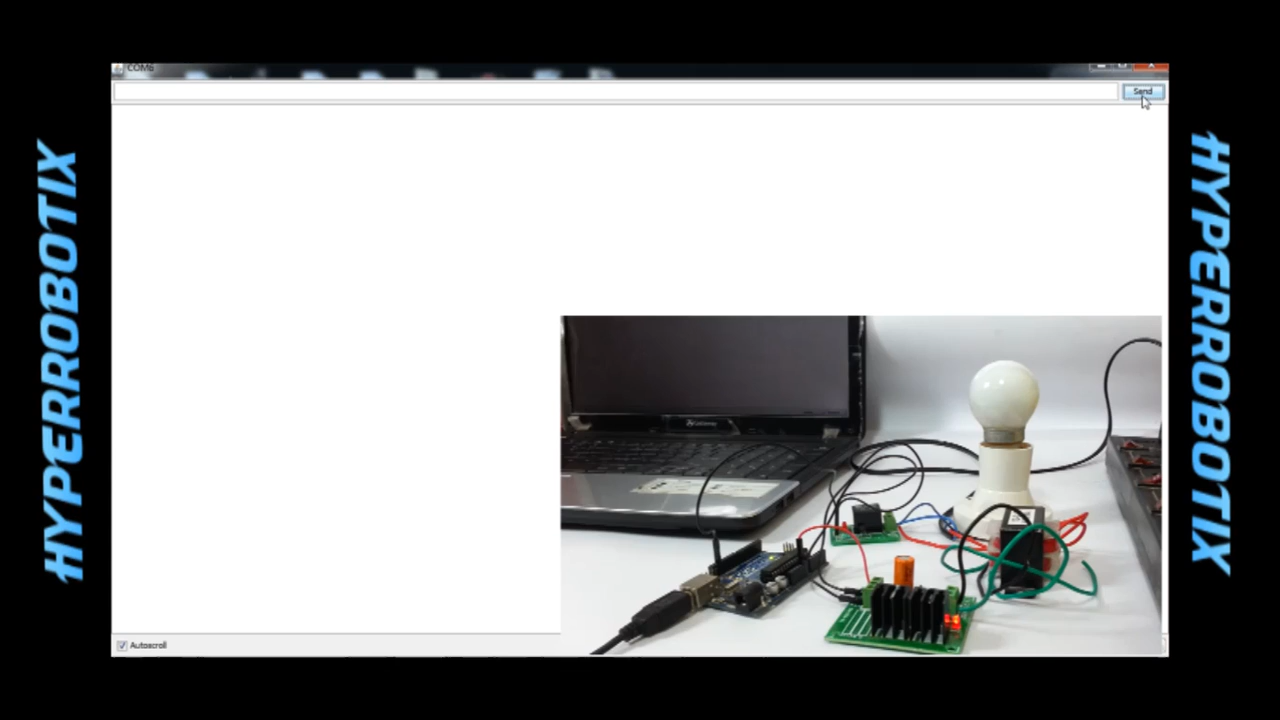 COM6
Send
HYPERROBOTIX
HYPERROBOTIX
Autoscroll